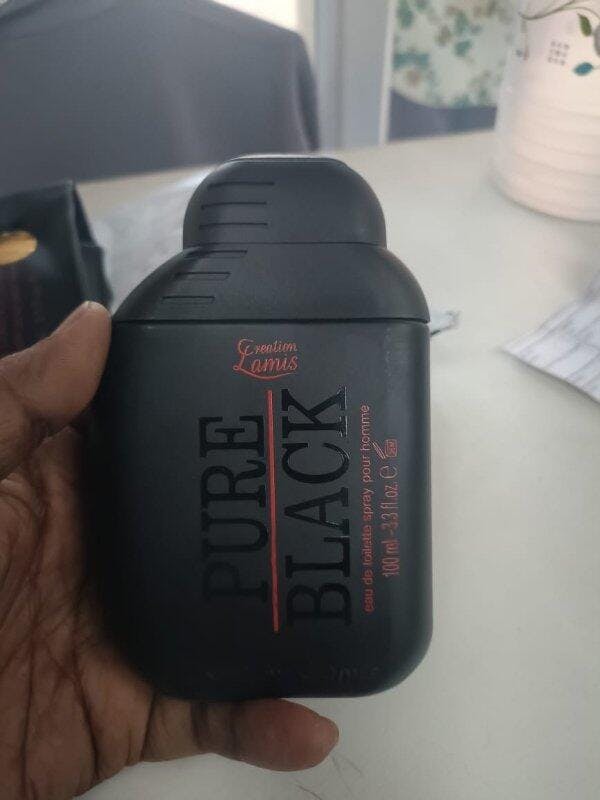 Creation
Lamis
PURE
BLACK
eau de toilette spray pour homme
100 ml - 3.3 fl.oz. ℮